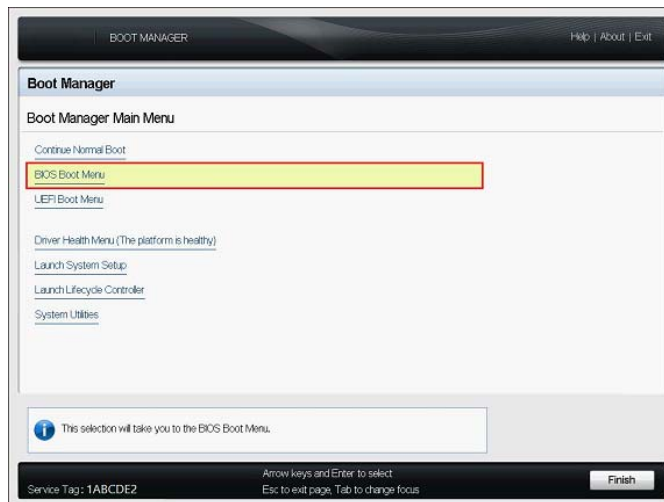 BOOT MANAGER
Help | About | Exit
Boot Manager
Boot Manager Main Menu
Continue Normal Boot
BIOS Boot Menu
UEFI Boot Menu
Driver Health Menu (The platform is healthy)
Launch System Setup
Launch Lifecycle Controller
System Utilities
This selection will take you to the BIOS Boot Menu.
Service Tag: 1ABCDE2
Arrow keys and Enter to select
Esc to exit page, Tab to change focus
Finish